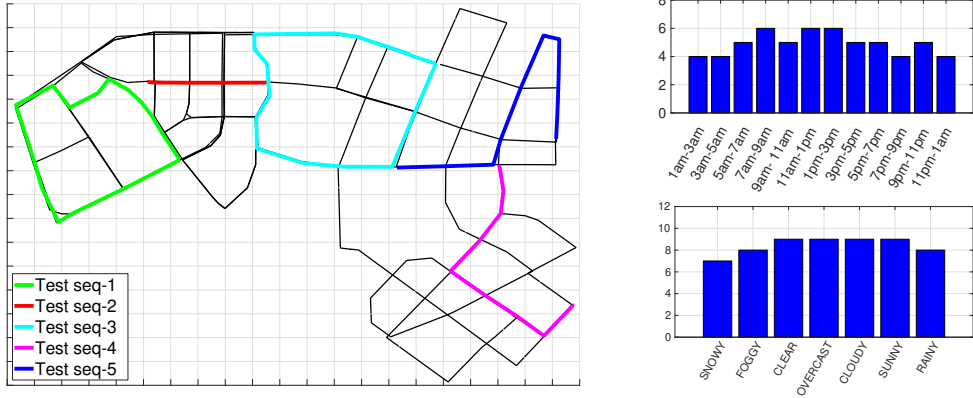 Test seq-1
Test seq-2
Test seq-3
Test seq-4
Test seq-5
8
6
4
2
0
1am-3am
3am-5am
5am-7am
7am-9am
9am- 11am
11am-1pm
1pm-3pm
3pm-5pm
5pm-7pm
7pm-9pm
9pm-11pm
11pm-1am
12
10
8
6
4
2
0
SNOWY
FOGGY
CLEAR
OVERCAST
CLOUDY
SUNNY
RAINY